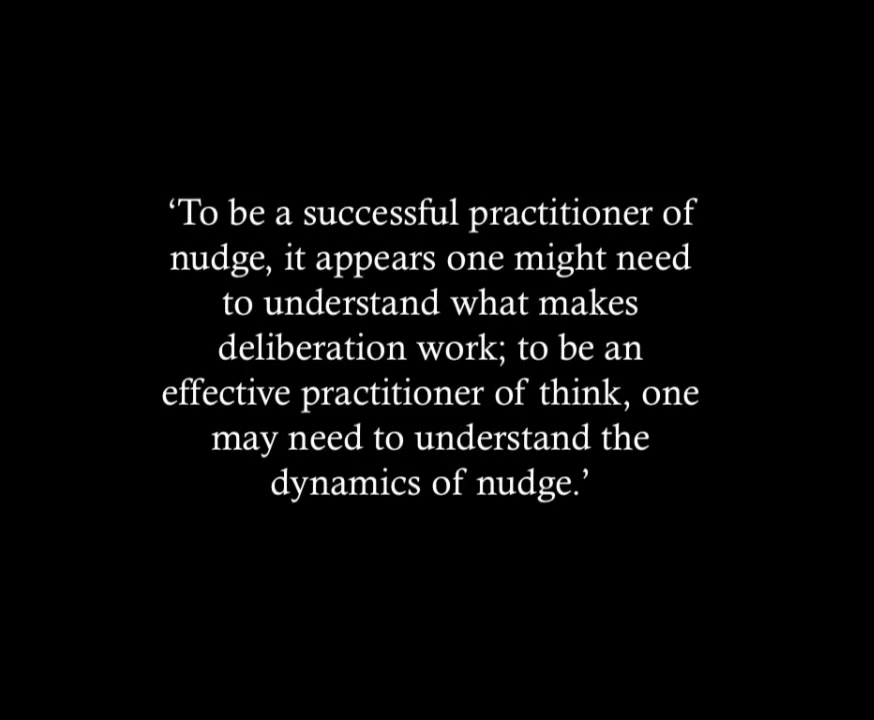 ‘To be a successful practitioner of
nudge, it appears one might need
to understand what makes
deliberation work; to be an
effective practitioner of think, one
may need to understand the
dynamics of nudge.’